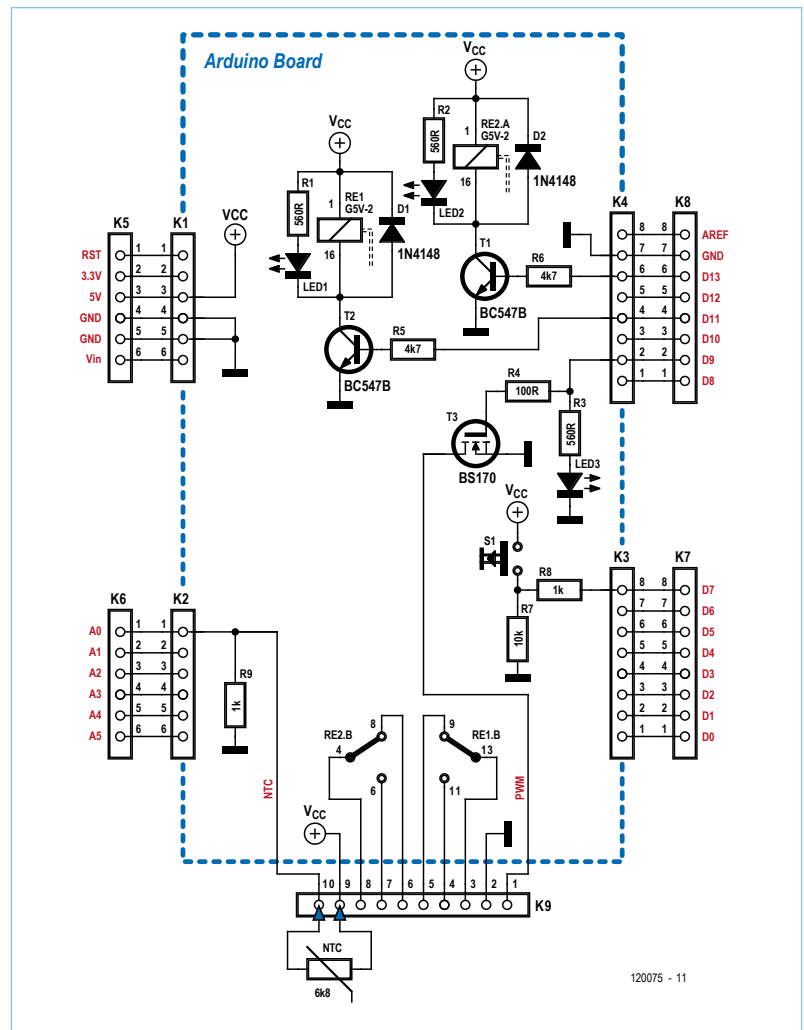 Arduino Board
VCC
R2
560R
1
RE2.A
G5V-2
16
D2
1N4148
LED2
VCC
R1
560R
1
RE1
G5V-2
16
D1
1N4148
LED1
K5
K1
VCC
RST 1 1
3.3V 2 2
5V 3 3
GND 4 4
GND 5 5
Vin 6 6
K4
K8
8 8 AREF
7 7 GND
6 6 D13
5 5 D12
4 4 D11
3 3 D10
2 2 D9
1 1 D8
T1
BC547B
R6
4k7
T2
BC547B
R5
4k7
R4
100R
R3
560R
T3
BS170
LED3
VCC
S1
R8
1k
R7
10k
K3
K7
8 8 D7
7 7 D6
6 6 D5
5 5 D4
4 4 D3
3 3 D2
2 2 D1
1 1 D0
K6
K2
A0 1 1
A1 2 2
A2 3 3
A3 4 4
A4 5 5
A5 6 6
R9
1k
NTC
RE2.B
8
4
6
9
RE1.B
13
11
PWM
VCC
10 9 8 7 6 5 4 3 2 1
K9
NTC
6k8
120075 - 11